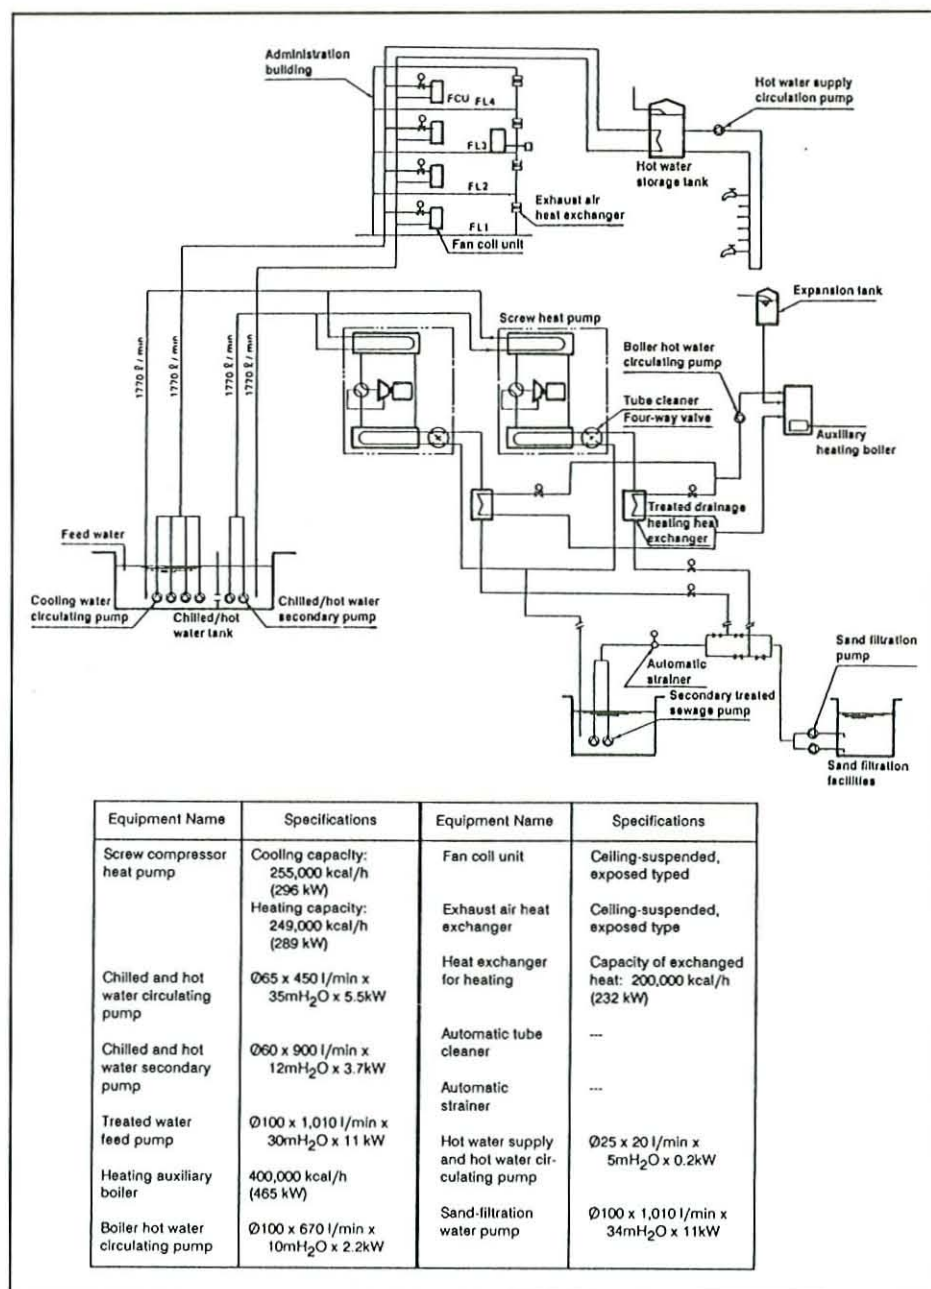 Administration
building
FCU FL4
FL3
FL2
FL1
Exhaust air
heat exchanger
Fan coil unit
Hot water supply
circulation pump
Hot water
storage tank
Expansion tank
Screw heat pump
Boiler hot water
circulating pump
Tube cleaner
Four-way valve
Auxiliary
heating boiler
1770 ℓ / min
1770 ℓ / min
1770 ℓ / min
1770 ℓ / min
Treated drainage
heating heat
exchanger
Feed water
Cooling water
circulating pump
Chilled/hot
water tank
Chilled/hot water
secondary pump
Automatic
strainer
Secondary treated
sewage pump
Sand filtration
pump
Sand filtration
facilities
Equipment Name Specifications Equipment Name Specifications
Screw compressor
heat pump
Cooling capacity:
255,000 kcal/h
(296 kW)
Heating capacity:
249,000 kcal/h
(289 kW)
Chilled and hot
water circulating
pump
Ø65 x 450 l/min x
35mH₂O x 5.5kW
Chilled and hot
water secondary
pump
Ø60 x 900 l/min x
12mH₂O x 3.7kW
Treated water
feed pump
Ø100 x 1,010 l/min x
30mH₂O x 11 kW
Heating auxiliary
boiler
400,000 kcal/h
(465 kW)
Boiler hot water
circulating pump
Ø100 x 670 l/min x
10mH₂O x 2.2kW
Fan coil unit
Ceiling-suspended,
exposed typed
Exhaust air heat
exchanger
Ceiling-suspended,
exposed type
Heat exchanger
for heating
Capacity of exchanged
heat: 200,000 kcal/h
(232 kW)
Automatic tube
cleaner
---
Automatic
strainer
---
Hot water supply
and hot water cir-
culating pump
Ø25 x 20 l/min x
5mH₂O x 0.2kW
Sand-filtration
water pump
Ø100 x 1,010 l/min x
34mH₂O x 11kW